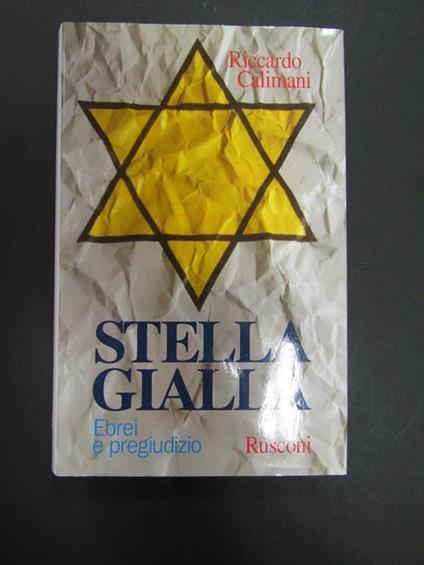 Riccardo
Calimani
STELLA
GIALLA
Ebrei
e pregiudizio
Rusconi